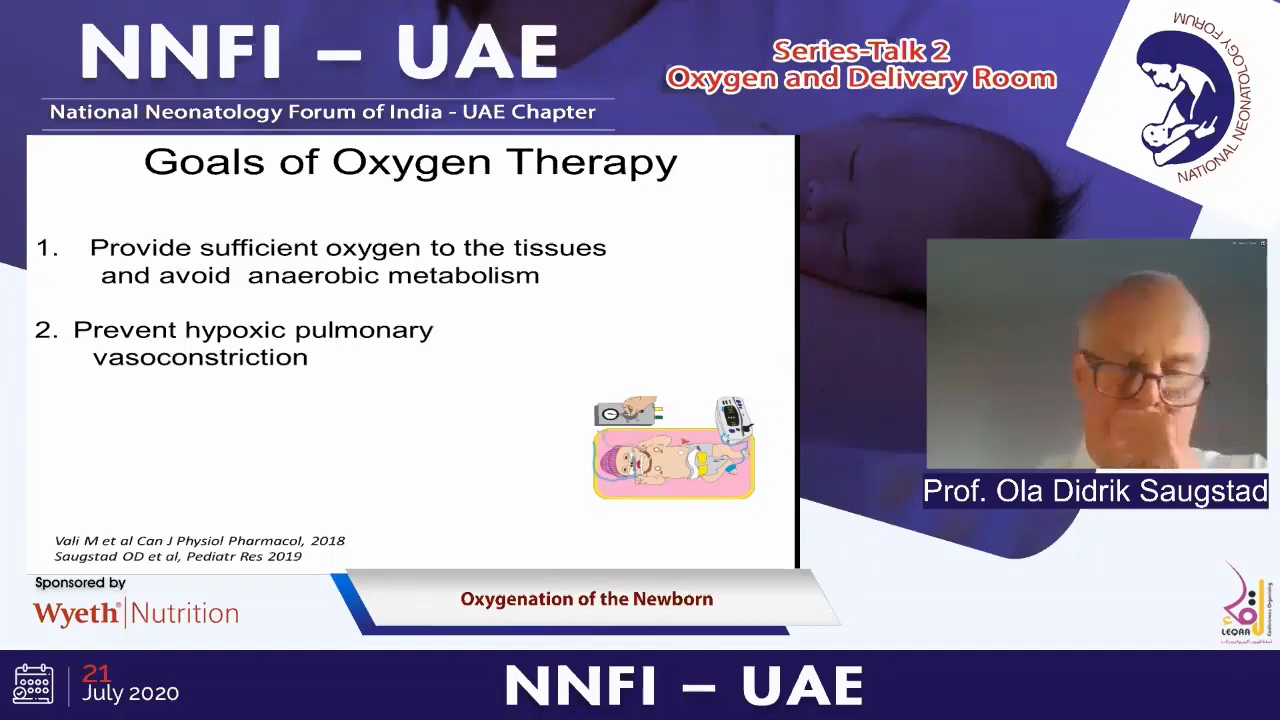 NNFI – UAE
National Neonatology Forum of India - UAE Chapter
Series-Talk 2
Oxygen and Delivery Room
NATIONAL NEONATOLOGY FORUM
Goals of Oxygen Therapy
1. Provide sufficient oxygen to the tissues
and avoid anaerobic metabolism
2. Prevent hypoxic pulmonary
vasoconstriction
Vali M et al Can J Physiol Pharmacol, 2018
Saugstad OD et al, Pediatr Res 2019
Prof. Ola Didrik Saugstad
Sponsored by
Wyeth® Nutrition
Oxygenation of the Newborn
LEQAA
21
July 2020
NNFI – UAE